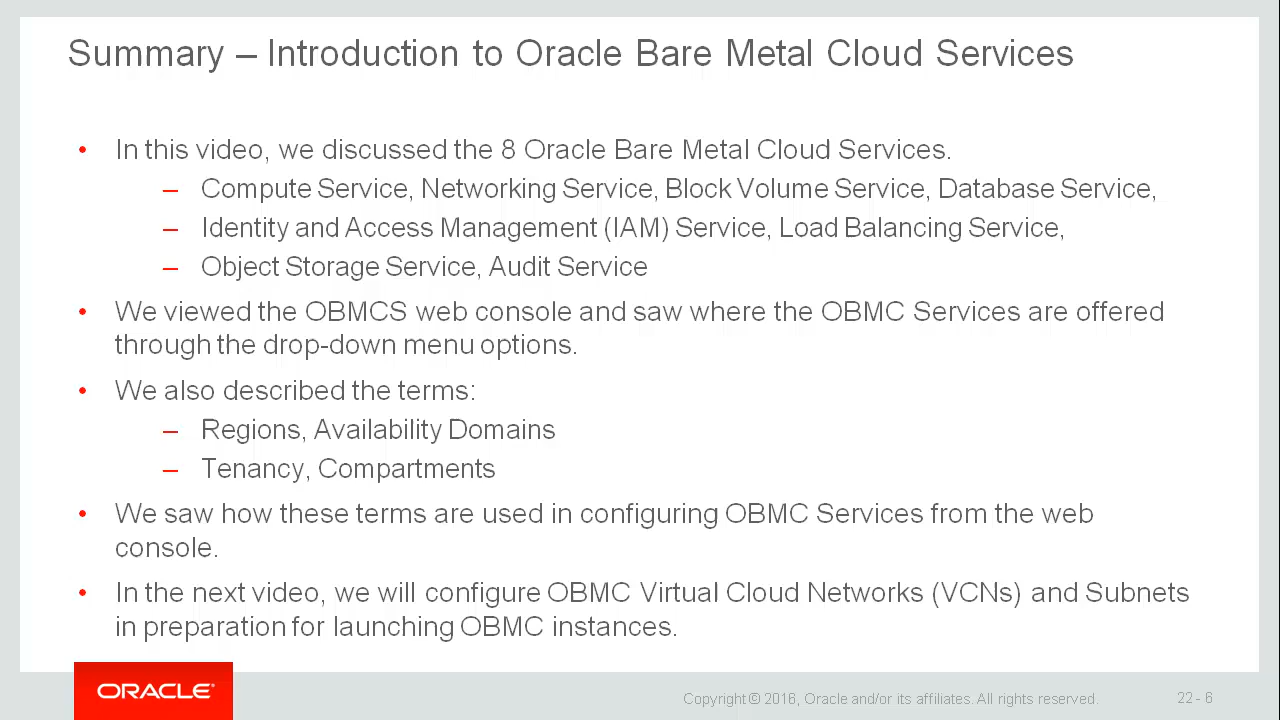 Summary – Introduction to Oracle Bare Metal Cloud Services
• In this video, we discussed the 8 Oracle Bare Metal Cloud Services.
– Compute Service, Networking Service, Block Volume Service, Database Service,
– Identity and Access Management (IAM) Service, Load Balancing Service,
– Object Storage Service, Audit Service
• We viewed the OBMCS web console and saw where the OBMC Services are offered
through the drop-down menu options.
• We also described the terms:
– Regions, Availability Domains
– Tenancy, Compartments
• We saw how these terms are used in configuring OBMC Services from the web
console.
• In the next video, we will configure OBMC Virtual Cloud Networks (VCNs) and Subnets
in preparation for launching OBMC instances.
ORACLE®
Copyright © 2016, Oracle and/or its affiliates. All rights reserved.
22 - 6